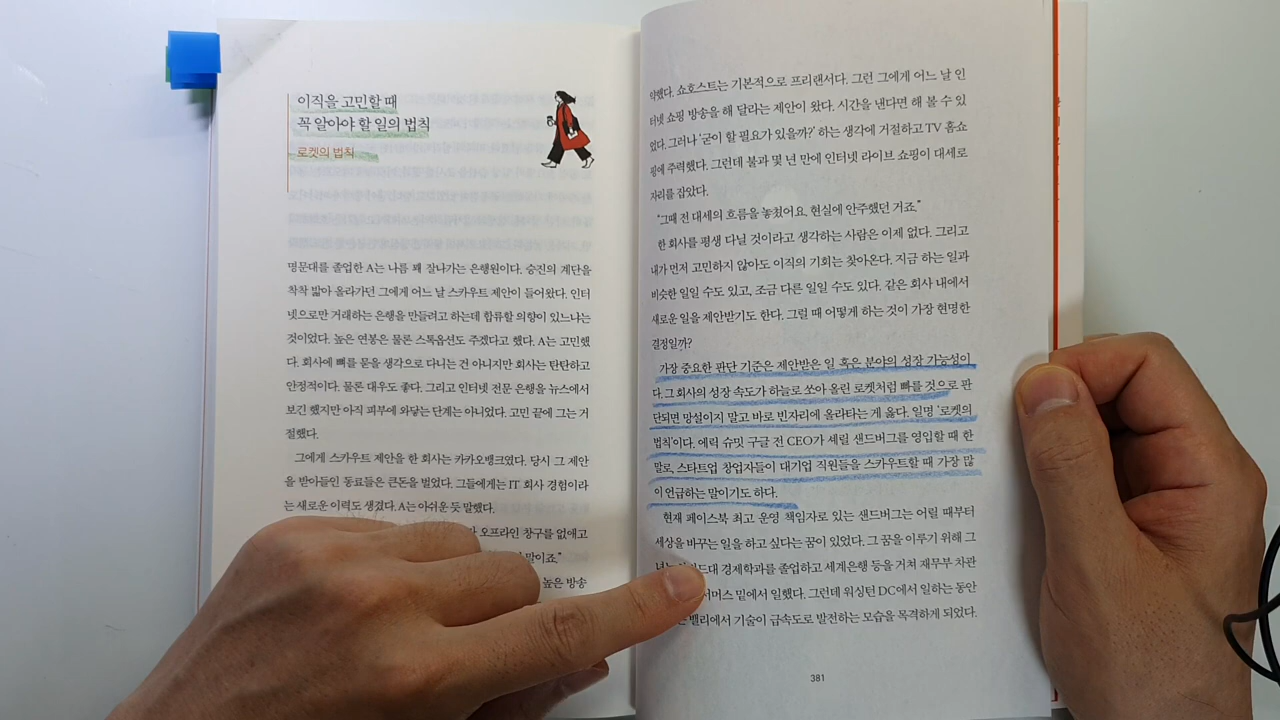 이직을 고민할 때
꼭 알아야 할 일의 법칙
로켓의 법칙
명문대를 졸업한 A는 나름 꽤 잘나가는 은행원이다. 승진의 계단을
착착 밟아 올라가던 그에게 어느 날 스카우트 제안이 들어왔다. 인터
넷으로만 거래하는 은행을 만들려고 하는데 합류할 의향이 있느냐는
것이었다. 높은 연봉은 물론 스톡옵션도 주겠다고 했다. A는 고민했
다. 회사에 뼈를 묻을 생각으로 다니는 건 아니지만 회사는 탄탄하고
안정적이다. 물론 대우도 좋다. 그리고 인터넷 전문 은행을 뉴스에서
보긴 했지만 아직 피부에 와닿는 단계는 아니었다. 고민 끝에 그는 거
절했다.
그에게 스카우트 제안을 한 회사는 카카오뱅크였다. 당시 그 제안
을 받아들인 동료들은 큰돈을 벌었다. 그들에게는 IT 회사 경험이라
는 새로운 이력도 생겼다. A는 아쉬운 듯 말했다.
오프라인 창구를 없애고
말이죠.”
높은 방송
약했다. 쇼호스트는 기본적으로 프리랜서다. 그런 그에게 어느 날 인
터넷 쇼핑 방송을 해 달라는 제안이 왔다. 시간을 낸다면 해 볼 수 있
었다. 그러나 ‘굳이 할 필요가 있을까?’ 하는 생각에 거절하고 TV 홈쇼
핑에 주력했다. 그런데 불과 몇 년 만에 인터넷 라이브 쇼핑이 대세로
자리를 잡았다.
“그때 전 대세의 흐름을 놓쳤어요. 현실에 안주했던 거죠.”
한 회사를 평생 다닐 것이라고 생각하는 사람은 이제 없다. 그리고
내가 먼저 고민하지 않아도 이직의 기회는 찾아온다. 지금 하는 일과
비슷한 일일 수도 있고, 조금 다른 일일 수도 있다. 같은 회사 내에서
새로운 일을 제안받기도 한다. 그럴 때 어떻게 하는 것이 가장 현명한
결정일까?
가장 중요한 판단 기준은 제안받은 일 혹은 분야의 성장 가능성이
다. 그 회사의 성장 속도가 하늘로 쏘아 올린 로켓처럼 빠를 것으로 판
단되면 망설이지 말고 바로 빈자리에 올라타는 게 옳다. 일명 ‘로켓의
법칙’이다. 에릭 슈밋 구글 전 CEO가 셰릴 샌드버그를 영입할 때 한
말로, 스타트업 창업자들이 대기업 직원들을 스카우트할 때 가장 많
이 언급하는 말이기도 하다.
현재 페이스북 최고 운영 책임자로 있는 샌드버그는 어릴 때부터
세상을 바꾸는 일을 하고 싶다는 꿈이 있었다. 그 꿈을 이루기 위해 그
경제학과를 졸업하고 세계은행 등을 거쳐 재무부 차관
서머스 밑에서 일했다. 그런데 워싱턴 DC에서 일하는 동안
밸리에서 기술이 급속도로 발전하는 모습을 목격하게 되었다.
381